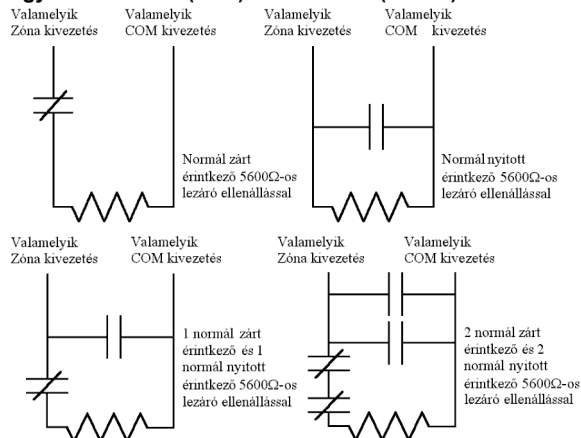 Valamelyik
Zóna kivezetés
Valamelyik
COM kivezetés
Normál zárt
érintkező 5600Ω-os
lezáró ellenállással
Valamelyik
Zóna kivezetés
Valamelyik
COM kivezetés
Normál nyitott
érintkező 5600Ω-os
lezáró ellenállással
Valamelyik
Zóna kivezetés
Valamelyik
COM kivezetés
1 normál zárt
érintkező és 1
normál nyitott
érintkező 5600Ω-os
lezáró ellenállással
Valamelyik
Zóna kivezetés
Valamelyik
COM kivezetés
2 normál zárt
érintkező és 2
normál nyitott
érintkező 5600Ω-os
lezáró ellenállással